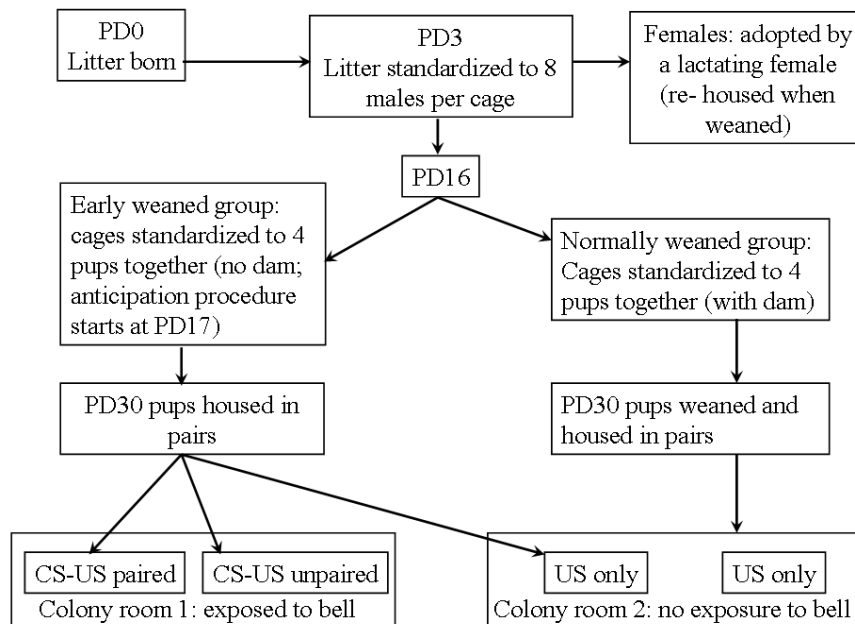 PD0
Litter born
PD3
Litter standardized to 8
males per cage
Females: adopted by
a lactating female
(re- housed when
weaned)
PD16
Early weaned group:
cages standardized to 4
pups together (no dam;
anticipation procedure
starts at PD17)
Normally weaned group:
Cages standardized to 4
pups together (with dam)
PD30 pups housed in
pairs
PD30 pups weaned and
housed in pairs
CS-US paired
CS-US unpaired
Colony room 1: exposed to bell
US only
US only
Colony room 2: no exposure to bell